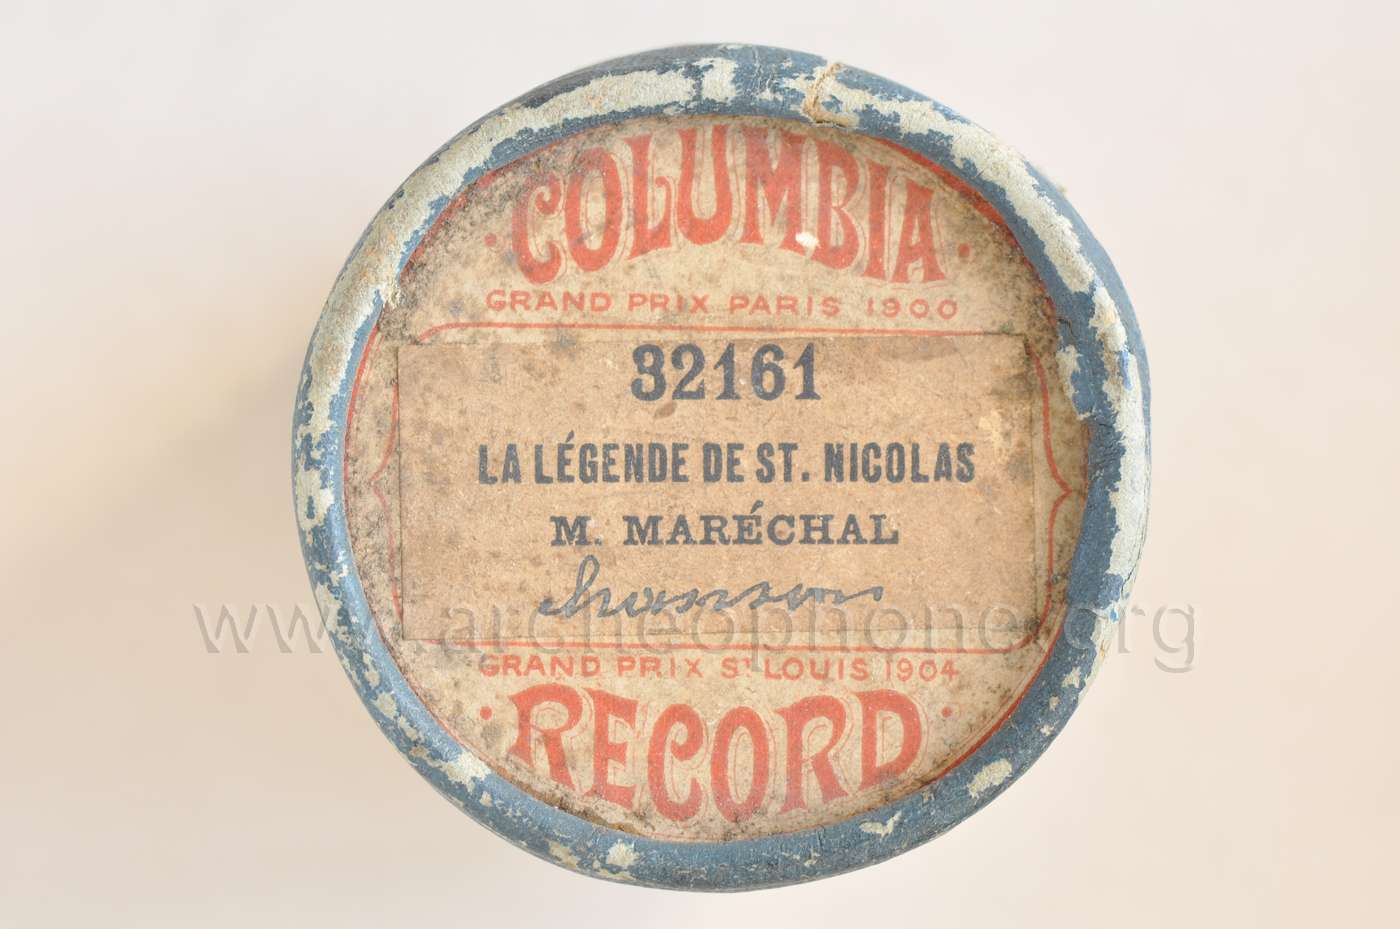 COLUMBIA
GRAND PRIX PARIS 1900
32161
LA LÉGENDE DE ST. NICOLAS
M. MARÉCHAL
chanson
www.archeophone.org
GRAND PRIX ST LOUIS 1904
RECORD